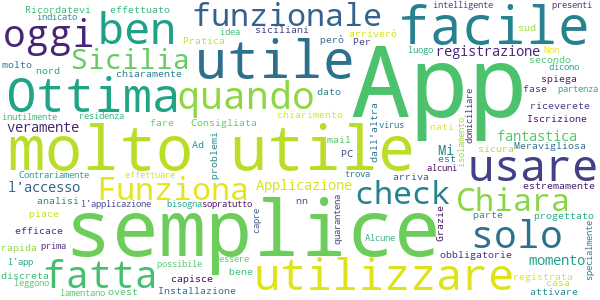 Ricordatevi effettuato
indicato
oggi ben funzionale facile
intelligente presenti
idea siciliani però arriverò
Pratica Per
sud Non
molto nord Sicilia utile App
registrazione luogo secondo
chiaramente dicono
spiega partenza
Ottima quando dato
fase riceverete
inutilmente residenza chiarimento
Consigliata Iscrizione
veramente fare mail virus dall'altra
nati fantastica
molto utile
Ad problemi PC Mi sicura Meravigliosa
isolamento domiciliare
Contrariamente effettuare trova arriva est alcuni usare
l'accesso Funziona Applicazione check estremamente
analisi l'applicazione bisogna sopratutto nn
piace Chiara
efficace semplice capre quarantena Grazie
parte progettato
rapida prima possibile essere Alcune obbligatorie solo
l'app bene
discreta fatta capisce utilizzare momento specialmente
leggono registrata casa
lamentano ovest Installazione attivare